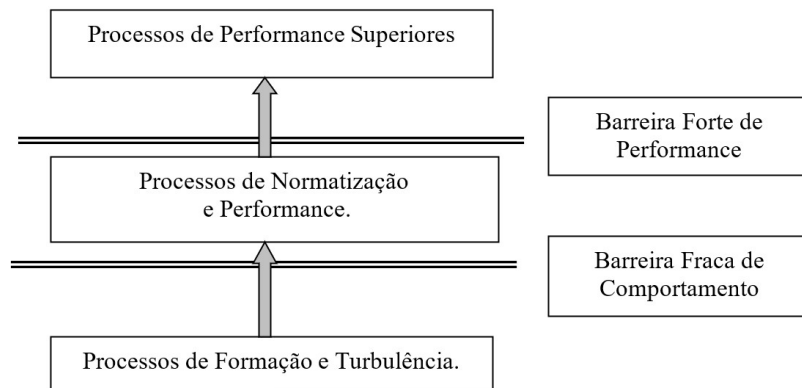 Processos de Performance Superiores
Barreira Forte de
Performance
Processos de Normatização
e Performance.
Barreira Fraca de
Comportamento
Processos de Formação e Turbulência.